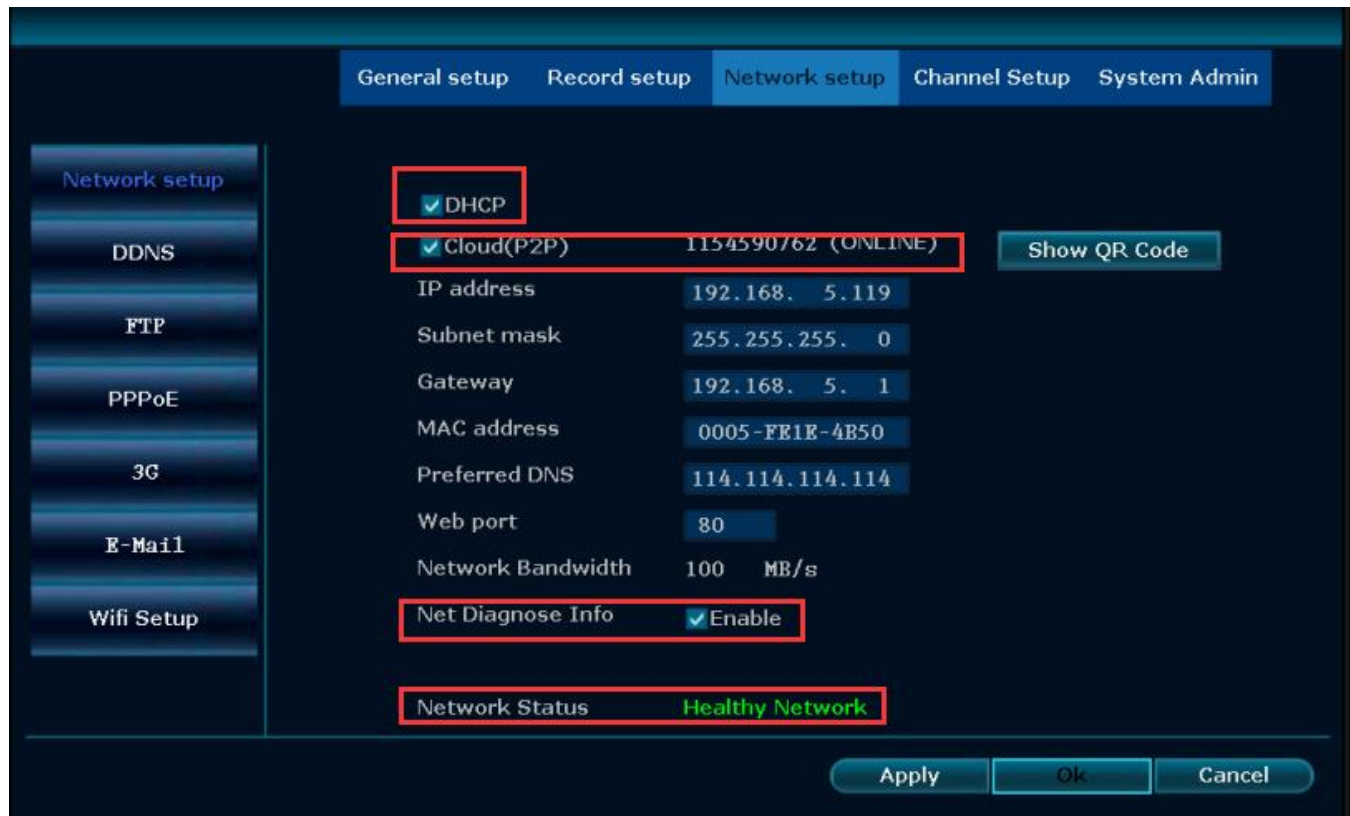 General setup Record setup Network setup Channel Setup System Admin
Network setup
DDNS
FTP
PPPoE
3G
E-Mail
Wifi Setup
DHCP
Cloud(P2P) 1154590762 (ONLINE) Show QR Code
IP address 192.168. 5.119
Subnet mask 255.255.255. 0
Gateway 192.168. 5. 1
MAC address 0005-FE1E-4B50
Preferred DNS 114.114.114.114
Web port 80
Network Bandwidth 100 MB/s
Net Diagnose Info Enable
Network Status Healthy Network
Apply Ok Cancel